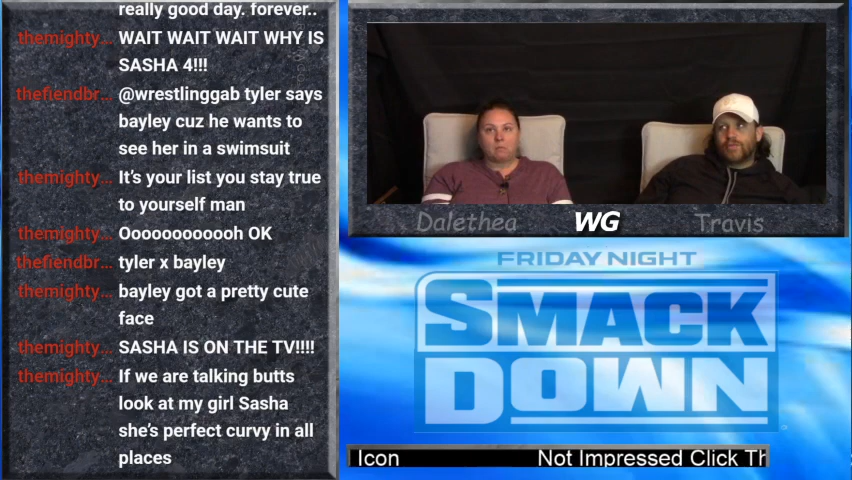 really good day. forever..
themighty... WAIT WAIT WAIT WHY IS
SASHA 4!!!
thefiendbr... @wrestlinggab tyler says
bayley cuz he wants to
see her in a swimsuit
themighty... It's your list you stay true
to yourself man
themighty... Ooooooooooooh OK
thefiendbr... tyler x bayley
themighty... bayley got a pretty cute
face
themighty... SASHA IS ON THE TV!!!!
themighty... If we are talking butts
look at my girl Sasha
she's perfect curvy in all
places
Dalethea WG Travis
FRIDAY NIGHT
SMACK
DOWN
Icon Not Impressed Click Th